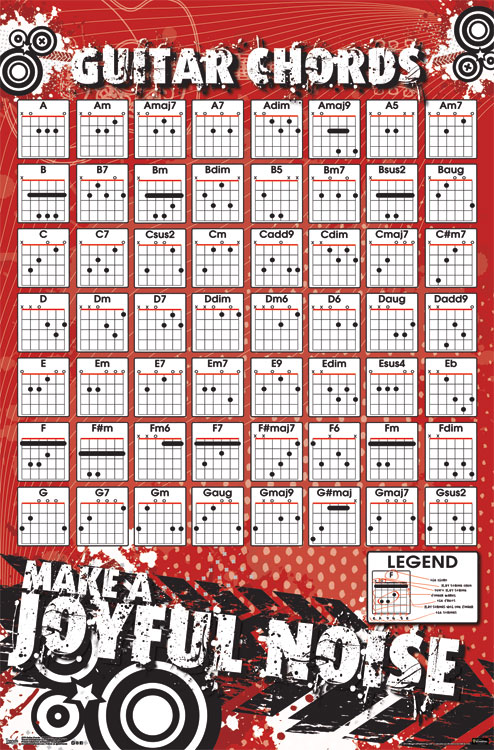 GUITAR CHORDS
A Am Amaj7 A7 Adim Amaj9 A5 Am7
B B7 Bm Bdim B5 Bm7 Bsus2 Baug
C C7 Csus2 Cm Cadd9 Cdim Cmaj7 C#m7
D Dm D7 Ddim Dm6 D6 Daug Dadd9
E Em E7 Em7 E9 Edim Esus4 Eb
F F#m Fm6 F7 F#maj7 F6 Fm Fdim
G G7 Gm Gaug Gmaj9 G#maj Gmaj7 Gsus2
LEGEND
F
MAKE A
JOYFUL NOISE